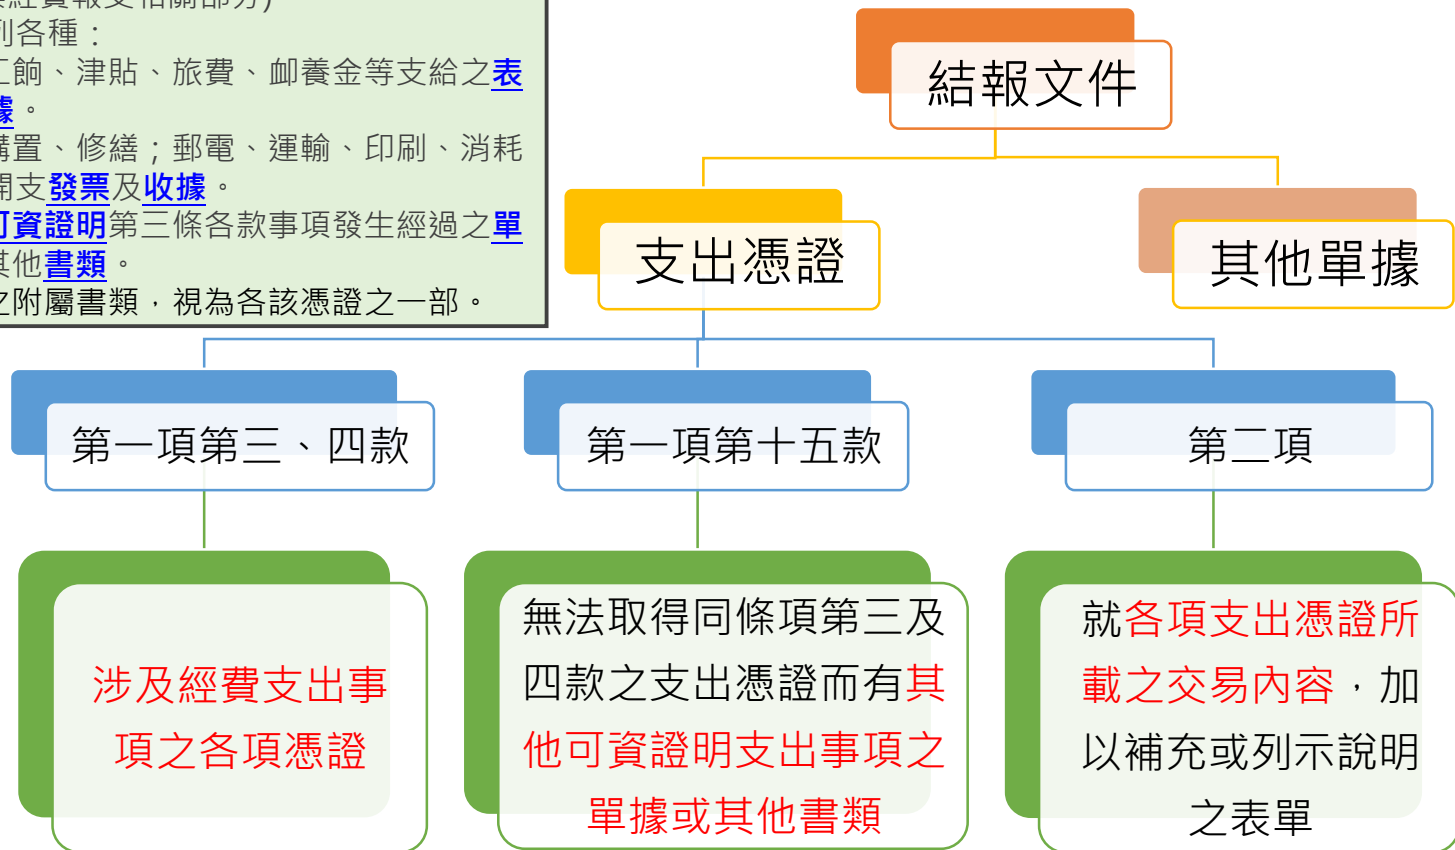 經費報支相關部分)
列各種：
工餉、津貼、旅費、卹養金等支給之表
據。
購置、修繕；郵電、運輸、印刷、消耗
開支發票及收據。
可資證明第三條各款事項發生經過之單
其他書類。
之附屬書類，視為各該憑證之一部。
結報文件
支出憑證
其他單據
第一項第三、四款
第一項第十五款
第二項
涉及經費支出事
項之各項憑證
無法取得同條項第三及
四款之支出憑證而有其
他可資證明支出事項之
單據或其他書類
就各項支出憑證所
載之交易內容，加
以補充或列示說明
之表單